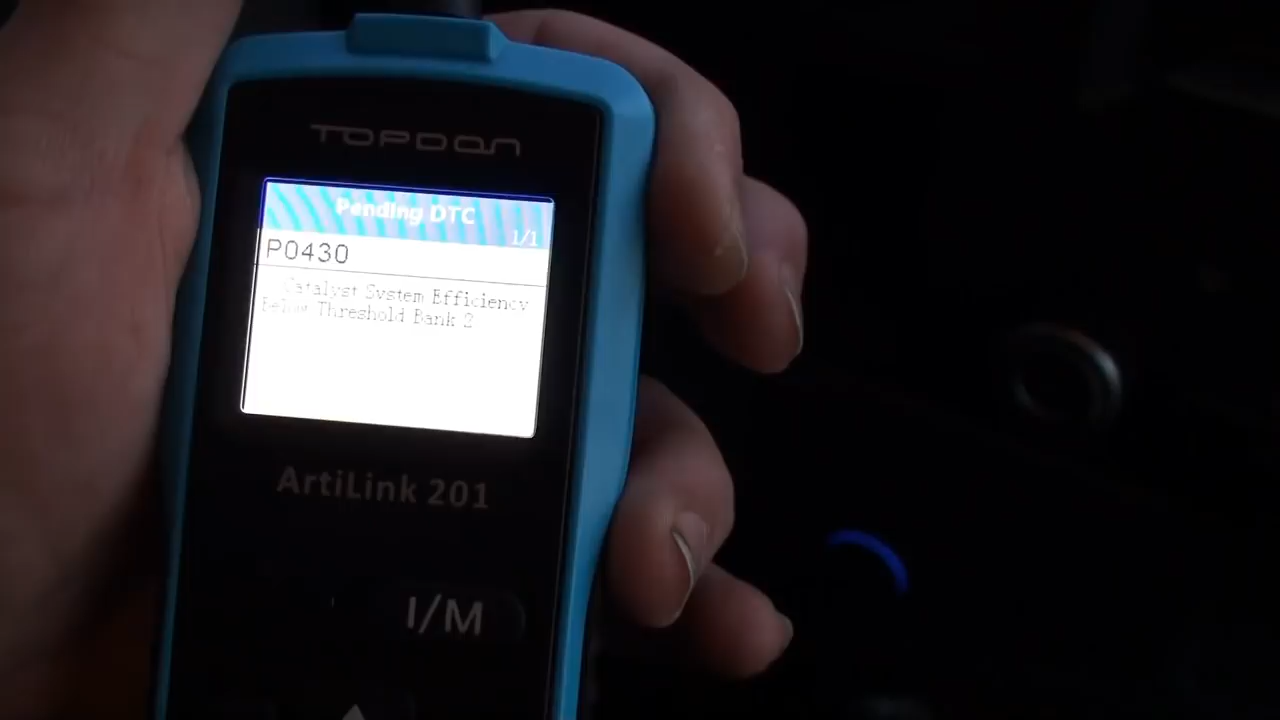 TOPDON
Pending DTC
1/1
P0430
Catalyst System Efficiency
Below Threshold Bank 2
ArtiLink 201
I/M